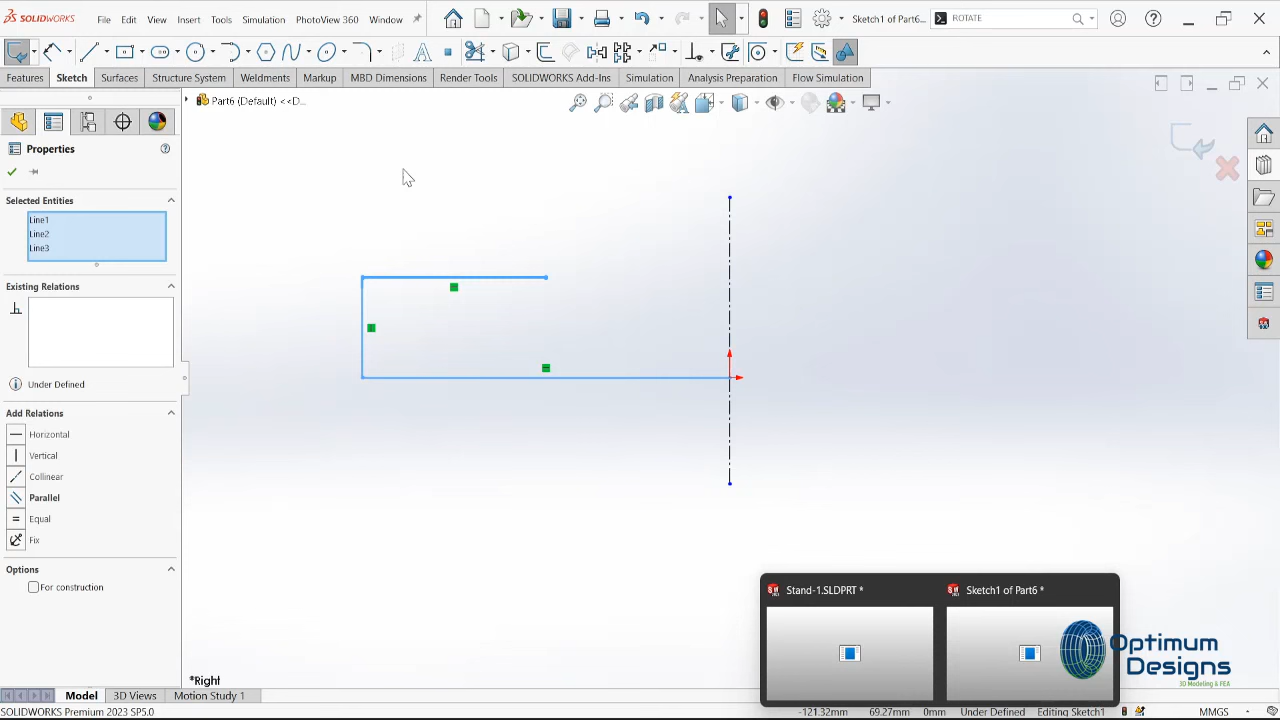 SOLIDWORKS
File
Edit
View
Insert
Tools
Simulation
PhotoView 360
Window
Sketch1 of Part6...
ROTATE
Features
Sketch
Surfaces
Structure System
Weldments
Markup
MBD Dimensions
Render Tools
SOLIDWORKS Add-Ins
Simulation
Analysis Preparation
Flow Simulation
Part6 (Default) <<D...
Properties
Selected Entities
Line1
Line2
Line3
Existing Relations
Under Defined
Add Relations
Horizontal
Vertical
Collinear
Parallel
Equal
Fix
Options
For construction
*Right
Stand-1.SLDPRT *
Sketch1 of Part6 *
Optimum
Designs
3D Modeling & FEA
Model
3D Views
Motion Study 1
SOLIDWORKS Premium 2023 SP5.0
-121.32mm
69.27mm
0mm
Under Defined
Editing Sketch1
MMGS